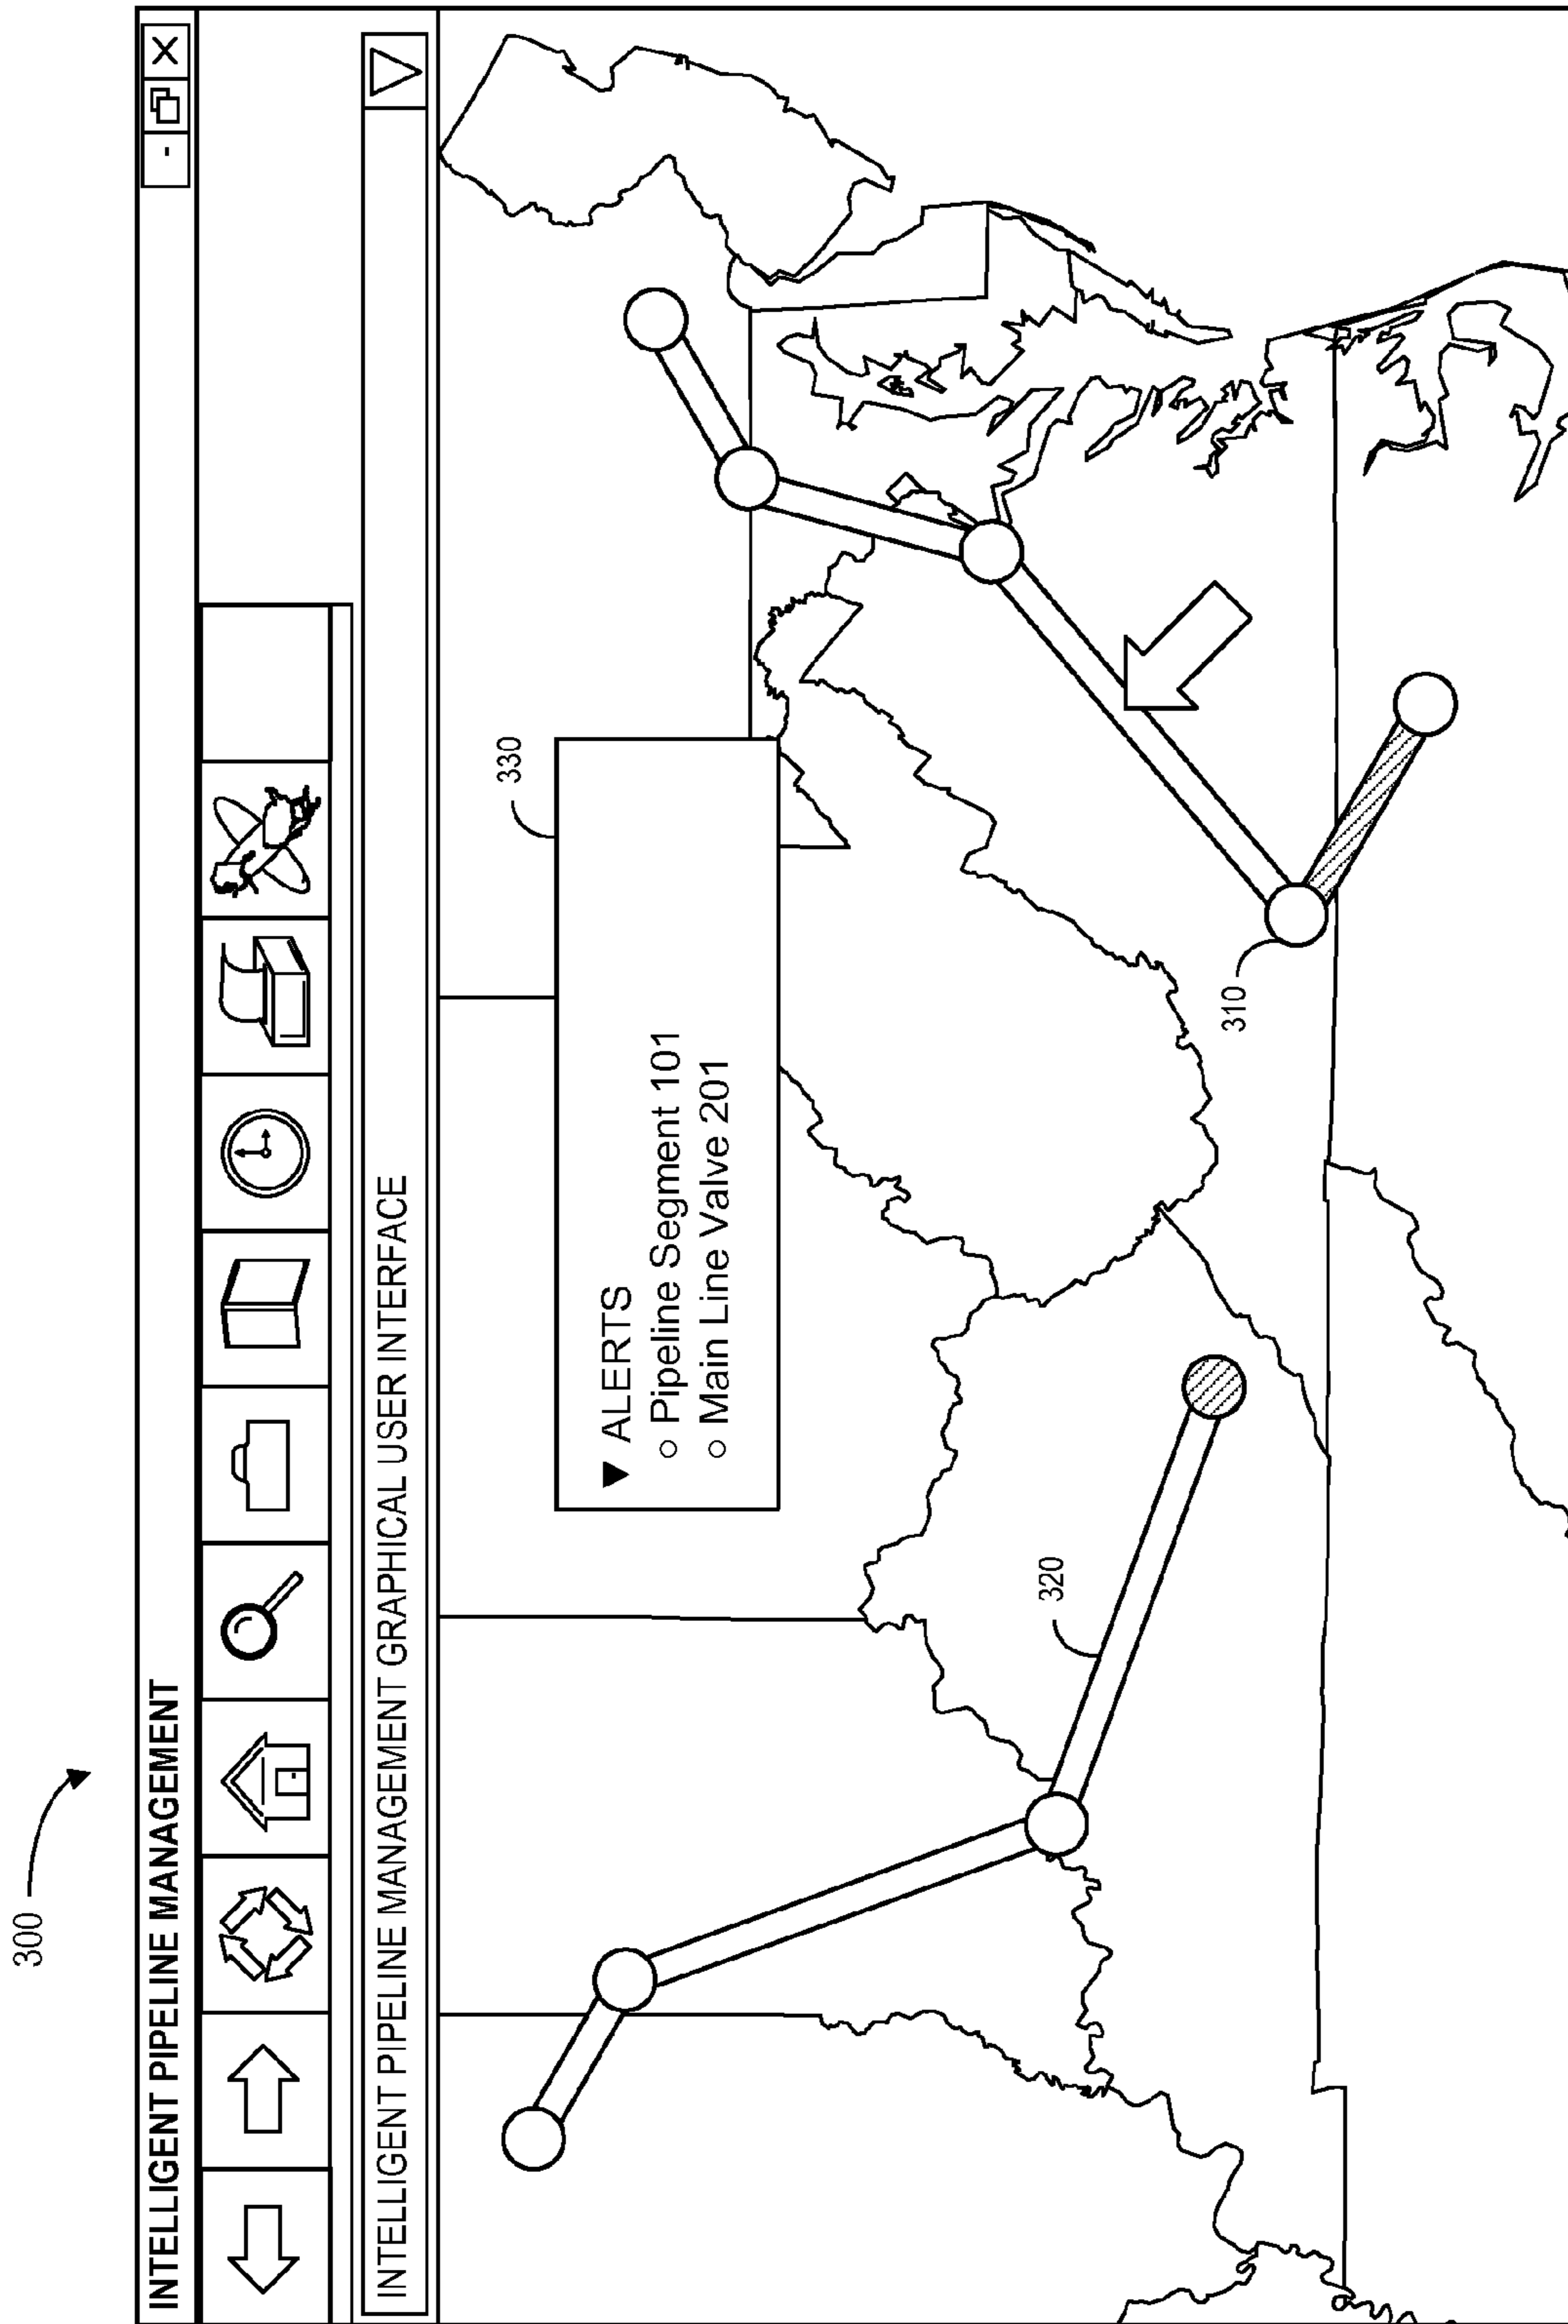 300
INTELLIGENT PIPELINE MANAGEMENT
INTELLIGENT PIPELINE MANAGEMENT GRAPHICAL USER INTERFACE
330
▼ ALERTS
○ Pipeline Segment 101
○ Main Line Valve 201
320
310